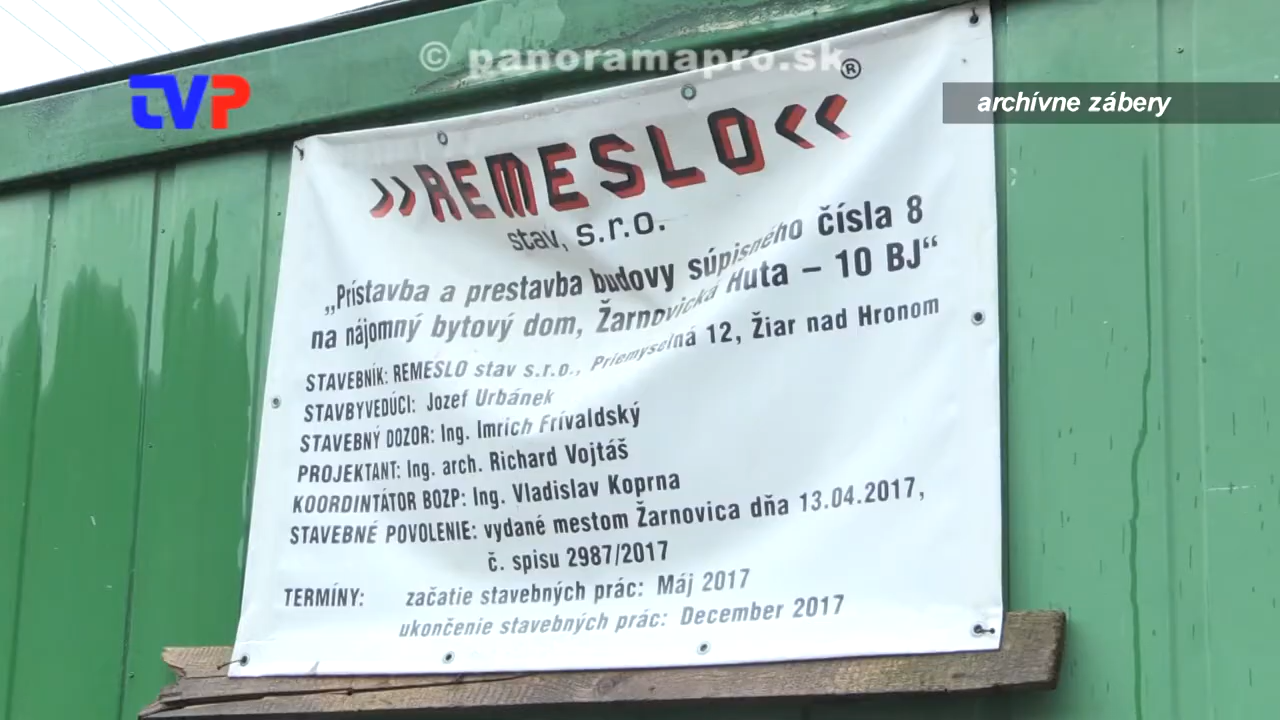 © panoramapro.sk
TVP
archívne zábery
»REMESLO« ®
stav, s.r.o.
„Prístavba a prestavba budovy súpisného čísla 8
na nájomný bytový dom, Žarnovická Huta – 10 BJ“
STAVEBNÍK: REMESLO stav s.r.o., Priemyselná 12, Žiar nad Hronom
STAVBYVEDÚCI: Jozef Urbánek
STAVEBNÝ DOZOR: Ing. Imrich Frívaldský
PROJEKTANT: Ing. arch. Richard Vojtáš
KOORDINTÁTOR BOZP: Ing. Vladislav Koprna
STAVEBNÉ POVOLENIE: vydané mestom Žarnovica dňa 13.04.2017,
č. spisu 2987/2017
TERMÍNY: začatie stavebných prác: Máj 2017
ukončenie stavebných prác: December 2017